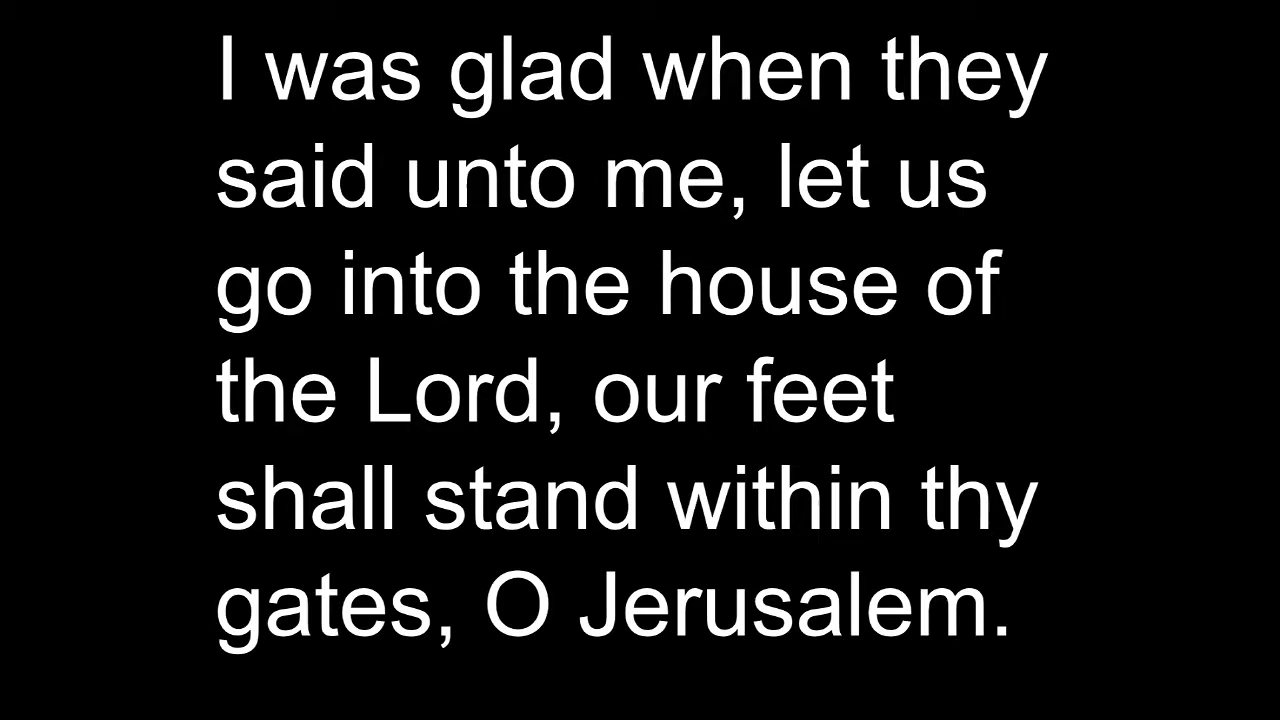 I was glad when they
said unto me, let us
go into the house of
the Lord, our feet
shall stand within thy
gates, O Jerusalem.